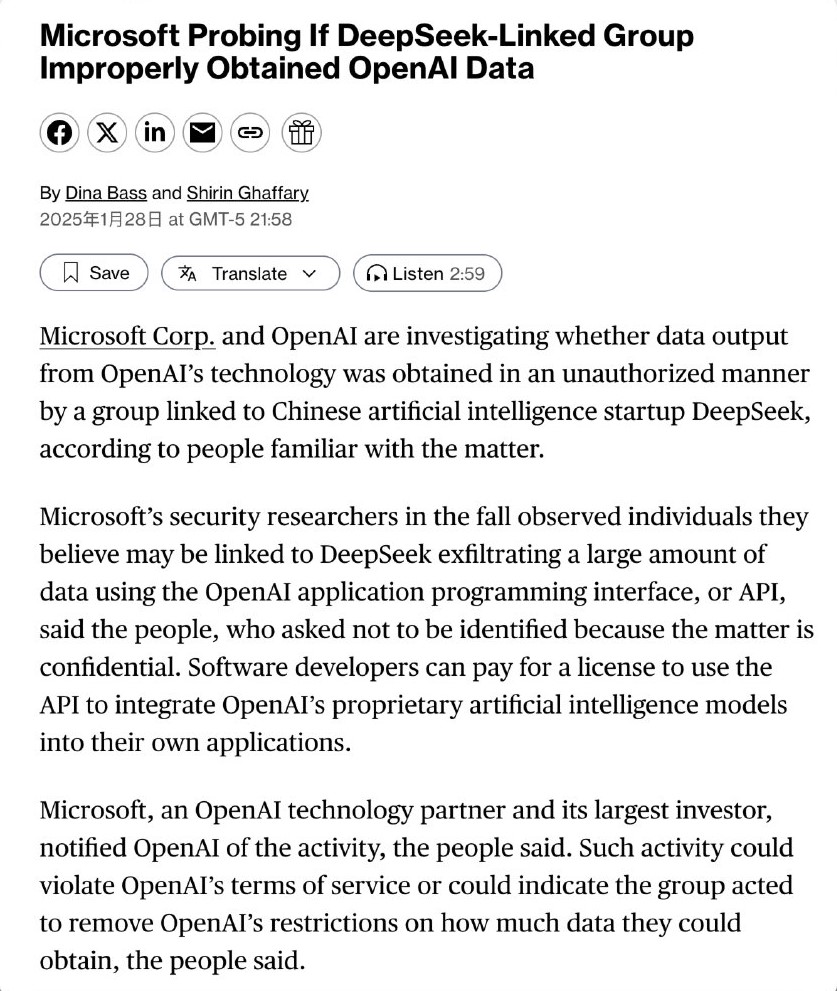 Microsoft Probing If DeepSeek-Linked Group
Improperly Obtained OpenAI Data
By Dina Bass and Shirin Ghaffary
2025年1月28日 at GMT-5 21:58
Save
Translate
Listen 2:59
Microsoft Corp. and OpenAI are investigating whether data output
from OpenAI’s technology was obtained in an unauthorized manner
by a group linked to Chinese artificial intelligence startup DeepSeek,
according to people familiar with the matter.
Microsoft’s security researchers in the fall observed individuals they
believe may be linked to DeepSeek exfiltrating a large amount of
data using the OpenAI application programming interface, or API,
said the people, who asked not to be identified because the matter is
confidential. Software developers can pay for a license to use the
API to integrate OpenAI’s proprietary artificial intelligence models
into their own applications.
Microsoft, an OpenAI technology partner and its largest investor,
notified OpenAI of the activity, the people said. Such activity could
violate OpenAI’s terms of service or could indicate the group acted
to remove OpenAI’s restrictions on how much data they could
obtain, the people said.